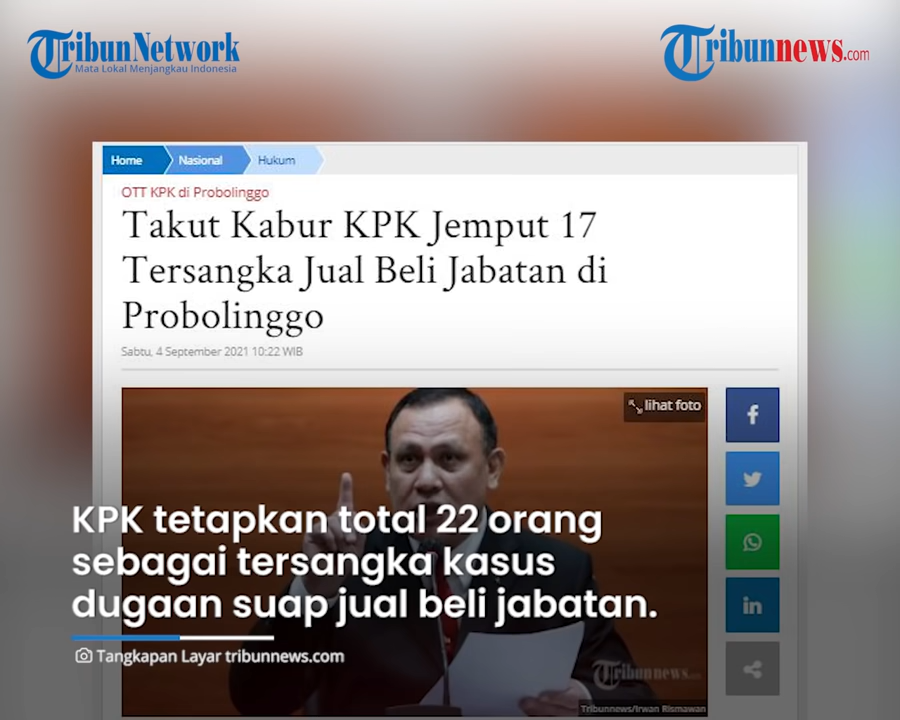 TribunNetwork
Mata Lokal Menjangkau Indonesia
Tribunnews.com
Home Nasional Hukum
OTT KPK di Probolinggo
Takut Kabur KPK Jemput 17
Tersangka Jual Beli Jabatan di
Probolinggo
Sabtu, 4 September 2021 10:22 WIB
lihat foto
KPK tetapkan total 22 orang
sebagai tersangka kasus
dugaan suap jual beli jabatan.
Tangkapan Layar tribunnews.com
Tribunnews.com
Tribunnews/Irwan Rismawan